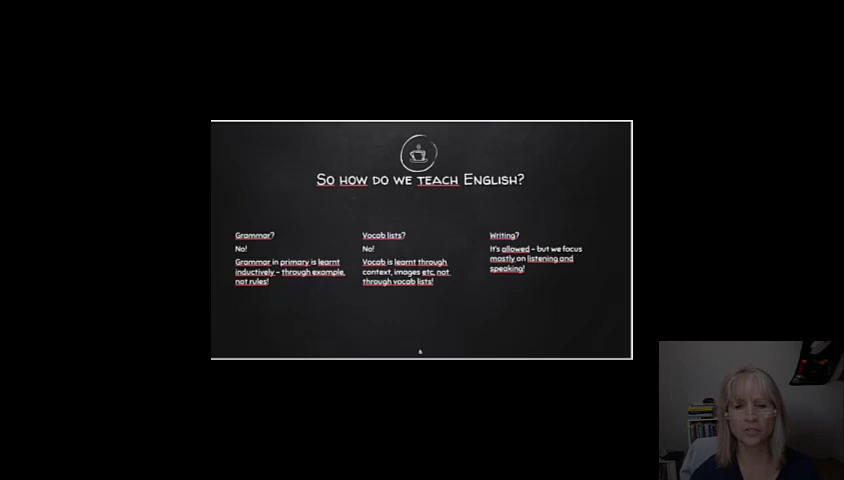 So how do we teach English?
Grammar?
No!
Grammar in primary is learnt
inductively – through example,
not rules!
Vocab lists?
No!
Vocab is learnt through
context, images etc, not
through vocab lists!
Writing?
It's allowed – but we focus
mostly on listening and
speaking!